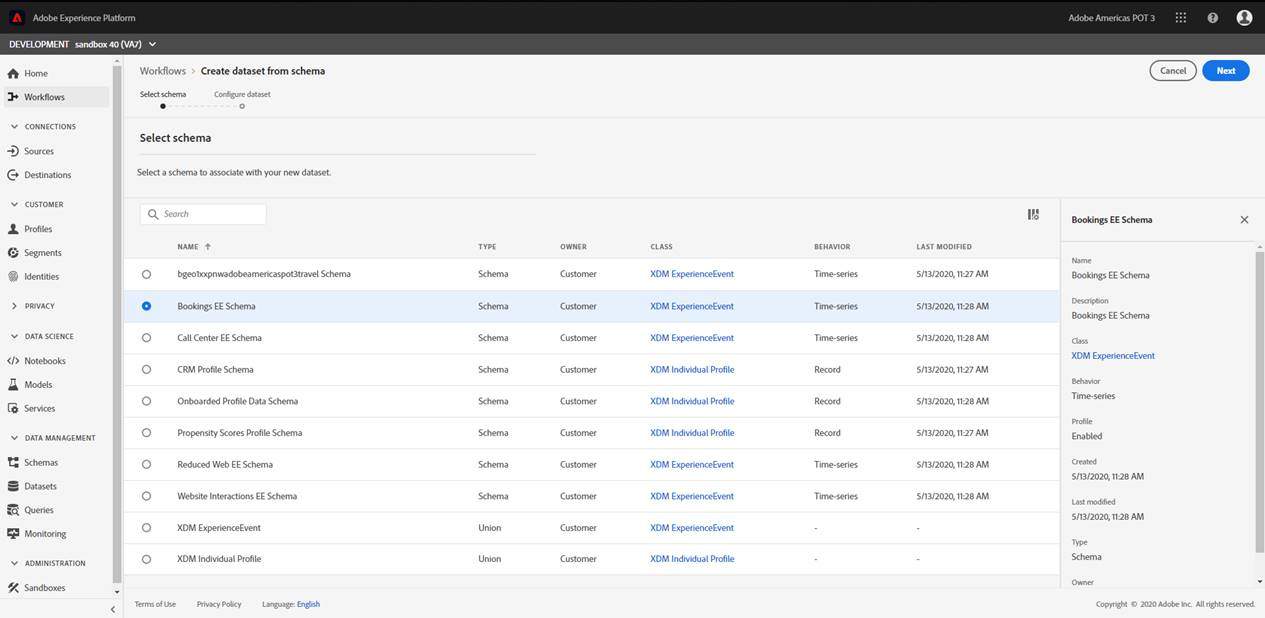 Adobe Experience Platform
Adobe Americas POT 3
DEVELOPMENT sandbox 40 (VA7)
Home
Workflows
CONNECTIONS
Sources
Destinations
CUSTOMER
Profiles
Segments
Identities
PRIVACY
DATA SCIENCE
Notebooks
Models
Services
DATA MANAGEMENT
Schemas
Datasets
Queries
Monitoring
ADMINISTRATION
Sandboxes
Workflows > Create dataset from schema
Cancel Next
Select schema Configure dataset
Select schema
Select a schema to associate with your new dataset.
Search
NAME ↑ TYPE OWNER CLASS BEHAVIOR LAST MODIFIED
bgeo1xxpnwadobeamericaspot3travel Schema Schema Customer XDM ExperienceEvent Time-series 5/13/2020, 11:27 AM
Bookings EE Schema Schema Customer XDM ExperienceEvent Time-series 5/13/2020, 11:28 AM
Call Center EE Schema Schema Customer XDM ExperienceEvent Time-series 5/13/2020, 11:28 AM
CRM Profile Schema Schema Customer XDM Individual Profile Record 5/13/2020, 11:27 AM
Onboarded Profile Data Schema Schema Customer XDM Individual Profile Record 5/13/2020, 11:28 AM
Propensity Scores Profile Schema Schema Customer XDM Individual Profile Record 5/13/2020, 11:27 AM
Reduced Web EE Schema Schema Customer XDM ExperienceEvent Time-series 5/13/2020, 11:28 AM
Website Interactions EE Schema Schema Customer XDM ExperienceEvent Time-series 5/13/2020, 11:28 AM
XDM ExperienceEvent Union Customer XDM ExperienceEvent - -
XDM Individual Profile Union Customer XDM Individual Profile - -
Bookings EE Schema
Name
Bookings EE Schema
Description
Bookings EE Schema
Class
XDM ExperienceEvent
Behavior
Time-series
Profile
Enabled
Created
5/13/2020, 11:28 AM
Last modified
5/13/2020, 11:28 AM
Type
Schema
Owner
Terms of Use Privacy Policy Language: English
Copyright © 2020 Adobe Inc. All rights reserved.